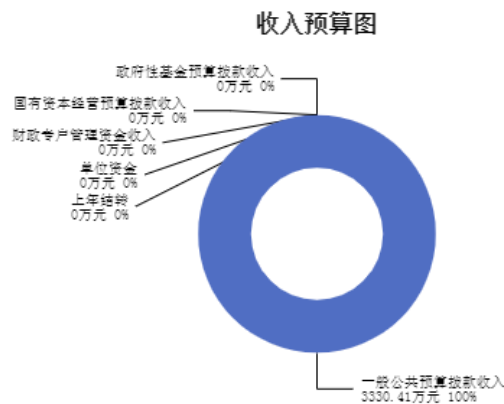 收入预算图
政府性基金预算拨款收入
0万元 0%
国有资本经营预算拨款收入
0万元 0%
财政专户管理资金收入
0万元 0%
单位资金
0万元 0%
上年结转
0万元 0%
一般公共预算拨款收入
3330.41万元 100%